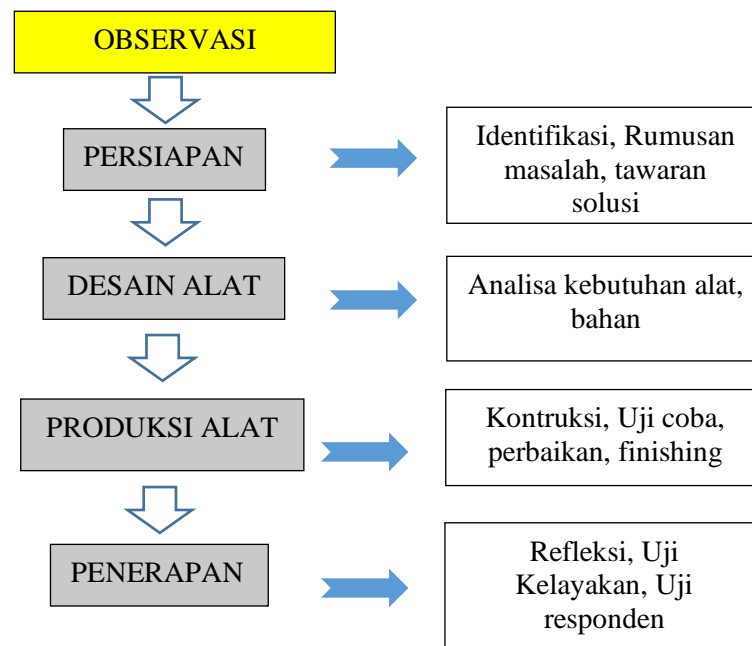 OBSERVASI
PERSIAPAN
Identifikasi, Rumusan
masalah, tawaran
solusi
DESAIN ALAT
Analisa kebutuhan alat,
bahan
PRODUKSI ALAT
Kontruksi, Uji coba,
perbaikan, finishing
PENERAPAN
Refleksi, Uji
Kelayakan, Uji
responden